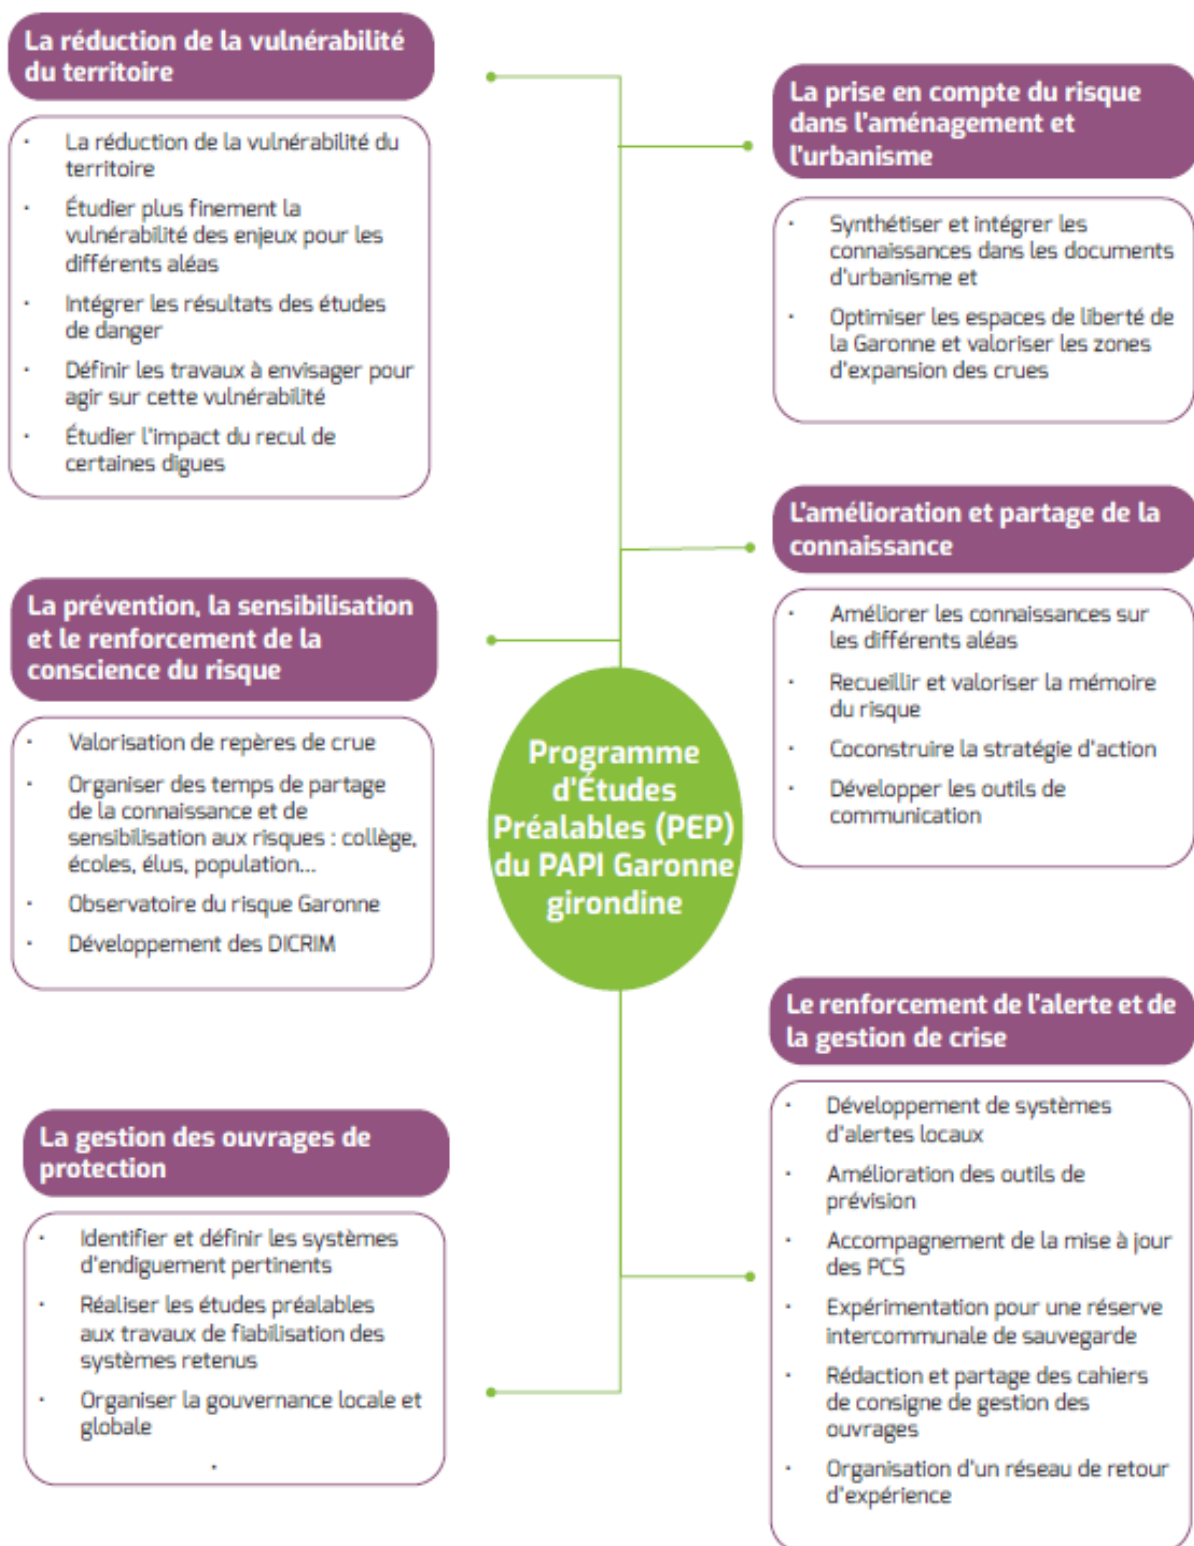 La réduction de la vulnérabilité
du territoire
· La réduction de la vulnérabilité du
territoire
· Étudier plus finement la
vulnérabilité des enjeux pour les
différents aléas
· Intégrer les résultats des études
de danger
· Définir les travaux à envisager pour
agir sur cette vulnérabilité
· Étudier l'impact du recul de
certaines digues
La prise en compte du risque
dans l'aménagement et
l'urbanisme
· Synthétiser et intégrer les
connaissances dans les documents
d'urbanisme et
· Optimiser les espaces de liberté de
la Garonne et valoriser les zones
d'expansion des crues
L'amélioration et partage de la
connaissance
· Améliorer les connaissances sur
les différents aléas
· Recueillir et valoriser la mémoire
du risque
· Coconstruire la stratégie d'action
· Développer les outils de
communication
La prévention, la sensibilisation
et le renforcement de la
conscience du risque
· Valorisation de repères de crue
· Organiser des temps de partage
de la connaissance et de
sensibilisation aux risques : collège,
écoles, élus, population...
· Observatoire du risque Garonne
· Développement des DICRIM
Programme
d'Études
Préalables (PEP)
du PAPI Garonne
girondine
La gestion des ouvrages de
protection
· Identifier et définir les systèmes
d'endiguement pertinents
· Réaliser les études préalables
aux travaux de fiabilisation des
systèmes retenus
· Organiser la gouvernance locale et
globale
·
Le renforcement de l'alerte et de
la gestion de crise
· Développement de systèmes
d'alertes locaux
· Amélioration des outils de
prévision
· Accompagnement de la mise à jour
des PCS
· Expérimentation pour une réserve
intercommunale de sauvegarde
· Rédaction et partage des cahiers
de consigne de gestion des
ouvrages
· Organisation d'un réseau de retour
d'expérience